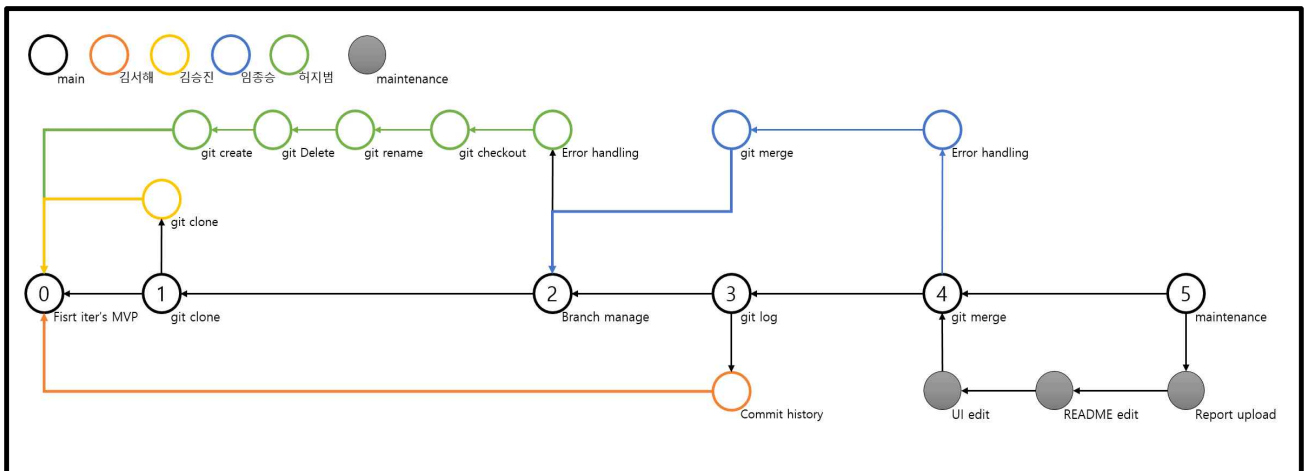 main
김서해
김승진
임종승
허지범
maintenance
git create
git Delete
git rename
git checkout
Error handling
git merge
Error handling
git clone
0
1
2
3
4
5
Fisrt iter's MVP
git clone
Branch manage
git log
git merge
maintenance
Commit history
UI edit
README edit
Report upload